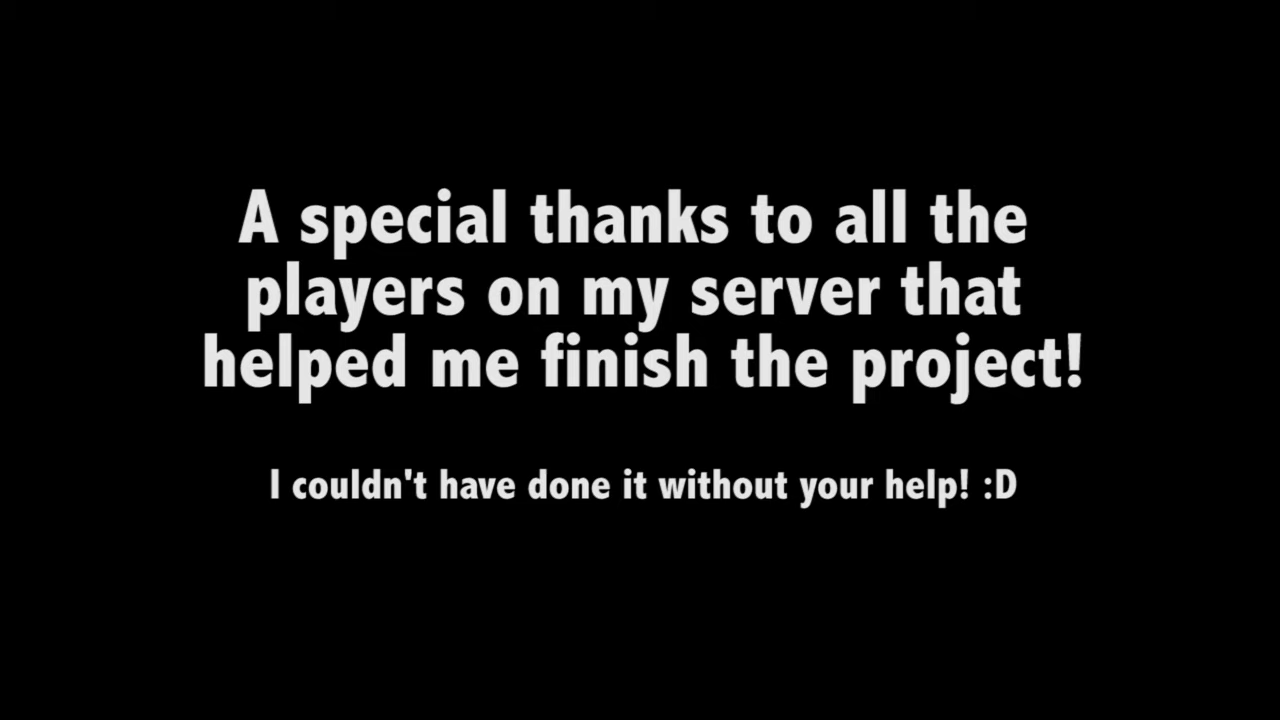 A special thanks to all the
players on my server that
helped me finish the project!
I couldn't have done it without your help! :D